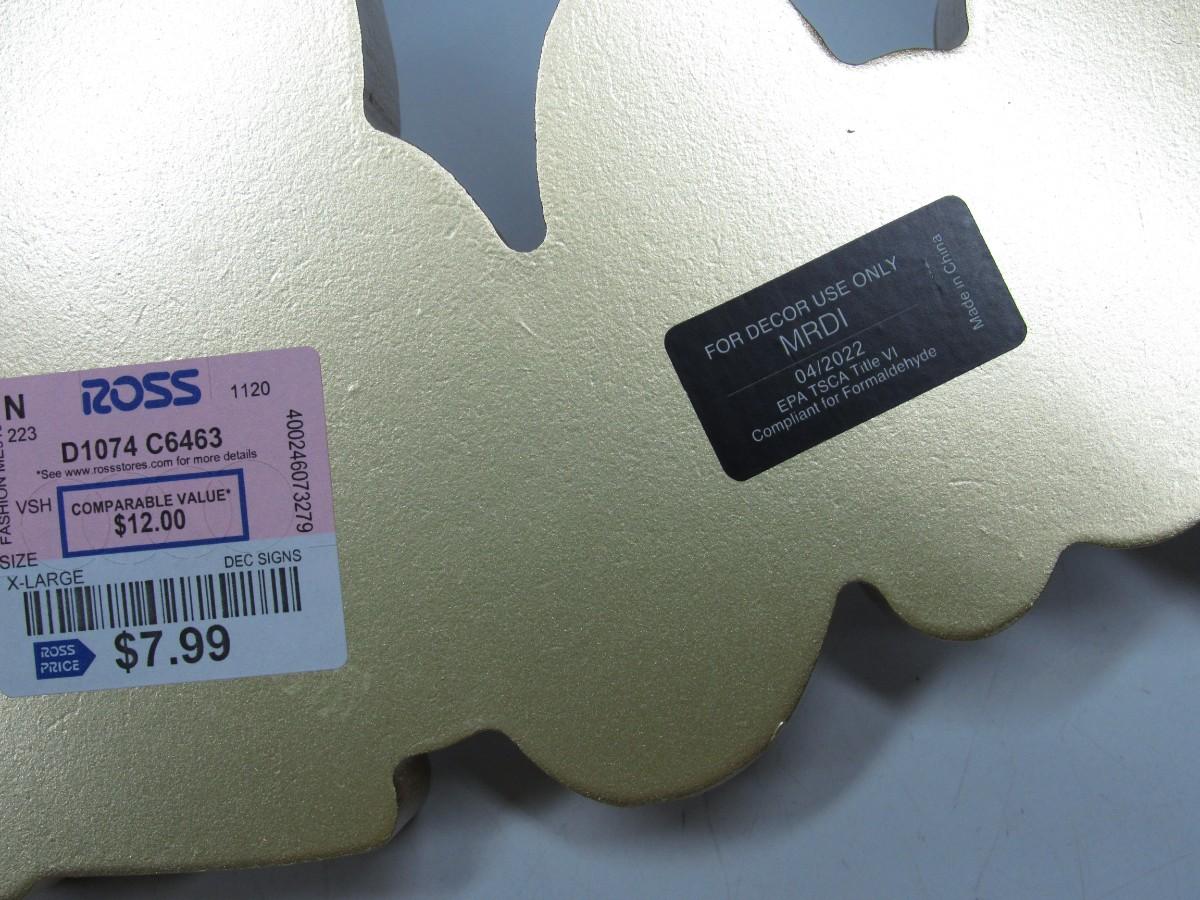 N
ROSS
1120
223
D1074 C6463
*See www.rossstores.com for more details
VSH
COMPARABLE VALUE*
$12.00
400246073279
FASHION
SIZE
X-LARGE
DEC SIGNS
ROSS
PRICE
$7.99
FOR DECOR USE ONLY
MRDI
04/2022
EPA TSCA Title VI
Compliant for Formaldehyde
Made in China